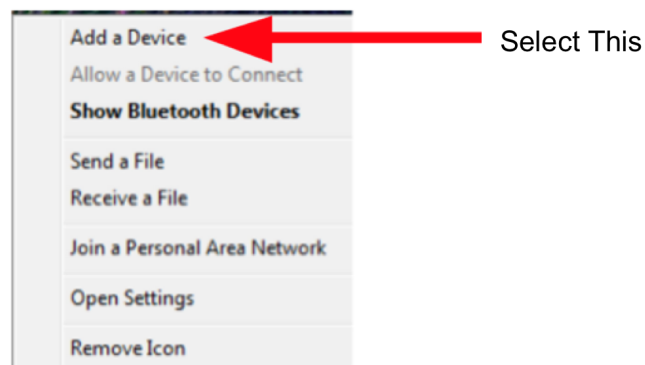 Add a Device
Select This
Allow a Device to Connect
Show Bluetooth Devices
Send a File
Receive a File
Join a Personal Area Network
Open Settings
Remove Icon